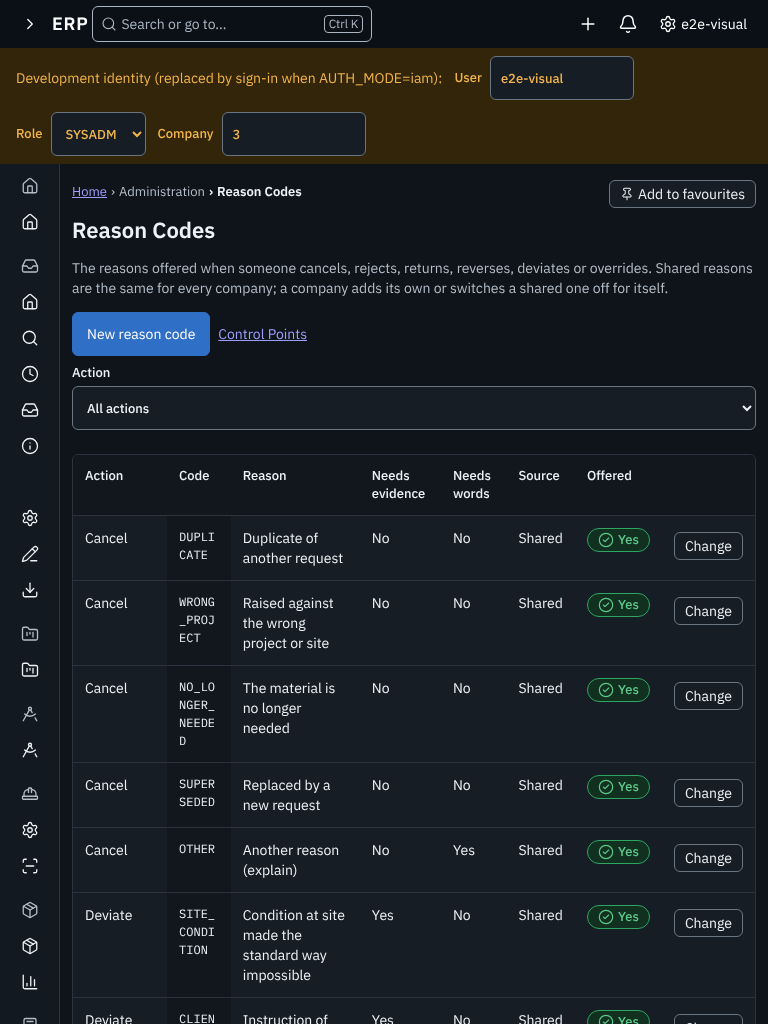 ERP
Search or go to...
Ctrl K
e2e-visual
Development identity (replaced by sign-in when AUTH_MODE=iam):
User
e2e-visual
Role
SYSADM
Company
3
Home › Administration › Reason Codes
Add to favourites
Reason Codes
The reasons offered when someone cancels, rejects, returns, reverses, deviates or overrides. Shared reasons
are the same for every company; a company adds its own or switches a shared one off for itself.
New reason code
Control Points
Action
All actions
Action
Code
Reason
Needs
evidence
Needs
words
Source
Offered
Cancel
DUPLI
CATE
Duplicate of
another request
No
No
Shared
Yes
Change
Cancel
WRONG
_PROJ
ECT
Raised against
the wrong
project or site
No
No
Shared
Yes
Change
Cancel
NO_LO
NGER_
NEEDE
D
The material is
no longer
needed
No
No
Shared
Yes
Change
Cancel
SUPER
SEDED
Replaced by a
new request
No
No
Shared
Yes
Change
Cancel
OTHER
Another reason
(explain)
No
Yes
Shared
Yes
Change
Deviate
SITE_
CONDI
TION
Condition at site
made the
standard way
impossible
Yes
No
Shared
Yes
Change
Deviate
CLIEN
Instruction of
Yes
No
Shared
Yes